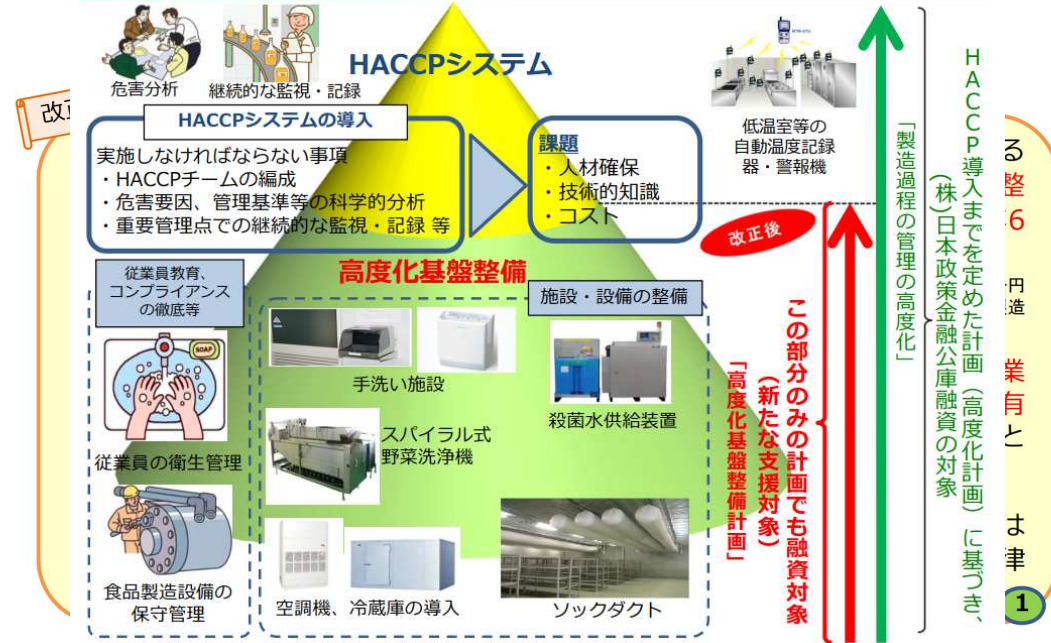 HACCPシステム
危害分析
継続的な監視・記録
HACCPシステムの導入
実施しなければならない事項
・HACCPチームの編成
・危害要因、管理基準等の科学的分析
・重要管理点での継続的な監視・記録 等
課題
・人材確保
・技術的知識
・コスト
低温室等の
自動温度記録
器・警報機
改正後
高度化基盤整備
従業員教育、
コンプライアンス
の徹底等
施設・設備の整備
手洗い施設
殺菌水供給装置
スパイラル式
野菜洗浄機
従業員の衛生管理
食品製造設備の
保守管理
空調機、冷蔵庫の導入
ソックダクト
HACCP導入までを定めた計画（高度化計画）に基づき、
(株)日本政策金融公庫融資の対象
「製造過程の管理の高度化」
この部分のみの計画でも融資対象
(新たな支援対象)
「高度化基盤整備計画」
改
る
整
6
円
造
業
有
と
は
律
1